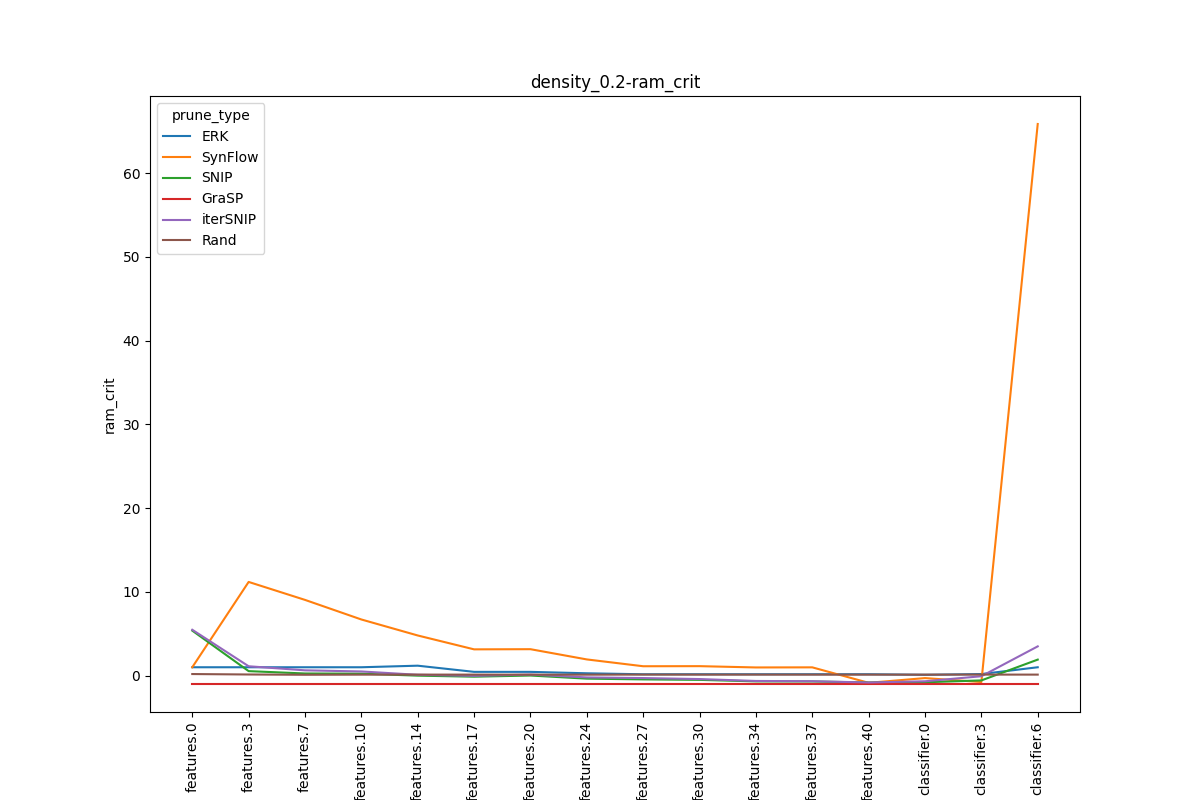 density_0.2-ram_crit
prune_type
ERK
SynFlow
SNIP
GraSP
iterSNIP
Rand
60
50
40
30
20
10
0
ram_crit
features.0
features.3
features.7
features.10
features.14
features.17
features.20
features.24
features.27
features.30
features.34
features.37
features.40
classifier.0
classifier.3
classifier.6